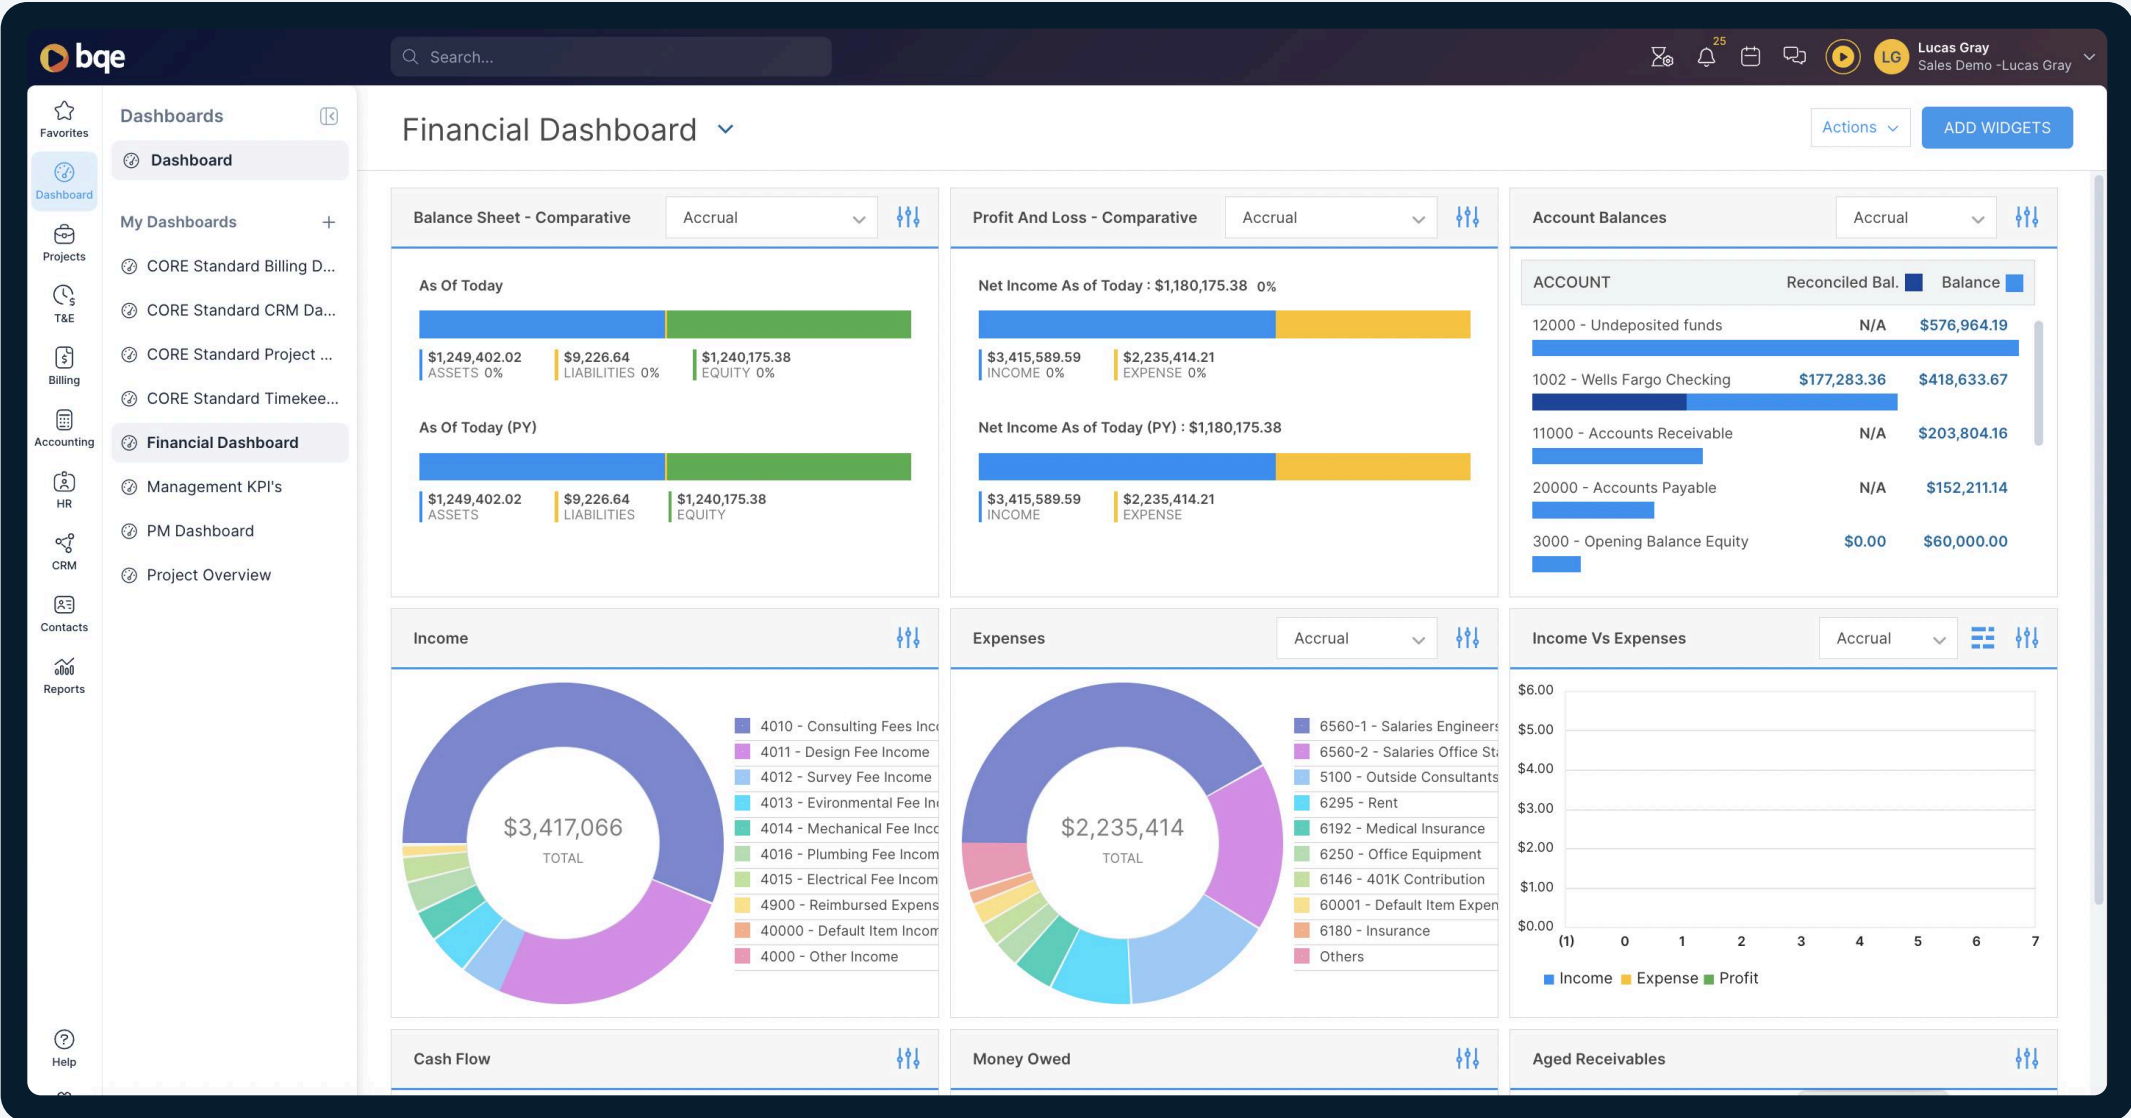 bqe
Search...
25
LG
Lucas Gray
Sales Demo -Lucas Gray
Favorites
Dashboard
Projects
T&E
Billing
Accounting
HR
CRM
Contacts
Reports
Help
Dashboards
Dashboard
My Dashboards
CORE Standard Billing D...
CORE Standard CRM Da...
CORE Standard Project ...
CORE Standard Timekee...
Financial Dashboard
Management KPI's
PM Dashboard
Project Overview
Financial Dashboard
Actions
ADD WIDGETS
Balance Sheet - Comparative
Accrual
As Of Today
$1,249,402.02 $9,226.64 $1,240,175.38
ASSETS 0% LIABILITIES 0% EQUITY 0%
As Of Today (PY)
$1,249,402.02 $9,226.64 $1,240,175.38
ASSETS LIABILITIES EQUITY
Profit And Loss - Comparative
Accrual
Net Income As of Today : $1,180,175.38 0%
$3,415,589.59 $2,235,414.21
INCOME 0% EXPENSE 0%
Net Income As of Today (PY) : $1,180,175.38
$3,415,589.59 $2,235,414.21
INCOME EXPENSE
Account Balances
Accrual
ACCOUNT Reconciled Bal. Balance
12000 - Undeposited funds N/A $576,964.19
1002 - Wells Fargo Checking $177,283.36 $418,633.67
11000 - Accounts Receivable N/A $203,804.16
20000 - Accounts Payable N/A $152,211.14
3000 - Opening Balance Equity $0.00 $60,000.00
Income
$3,417,066
TOTAL
4010 - Consulting Fees Inc
4011 - Design Fee Income
4012 - Survey Fee Income
4013 - Evironmental Fee In
4014 - Mechanical Fee Inc
4016 - Plumbing Fee Incom
4015 - Electrical Fee Incom
4900 - Reimbursed Expens
40000 - Default Item Incom
4000 - Other Income
Expenses
Accrual
$2,235,414
TOTAL
6560-1 - Salaries Engineers
6560-2 - Salaries Office St
5100 - Outside Consultants
6295 - Rent
6192 - Medical Insurance
6250 - Office Equipment
6146 - 401K Contribution
60001 - Default Item Expen
6180 - Insurance
Others
Income Vs Expenses
Accrual
$6.00
$5.00
$4.00
$3.00
$2.00
$1.00
$0.00
(1) 0 1 2 3 4 5 6 7
Income Expense Profit
Cash Flow
Money Owed
Aged Receivables